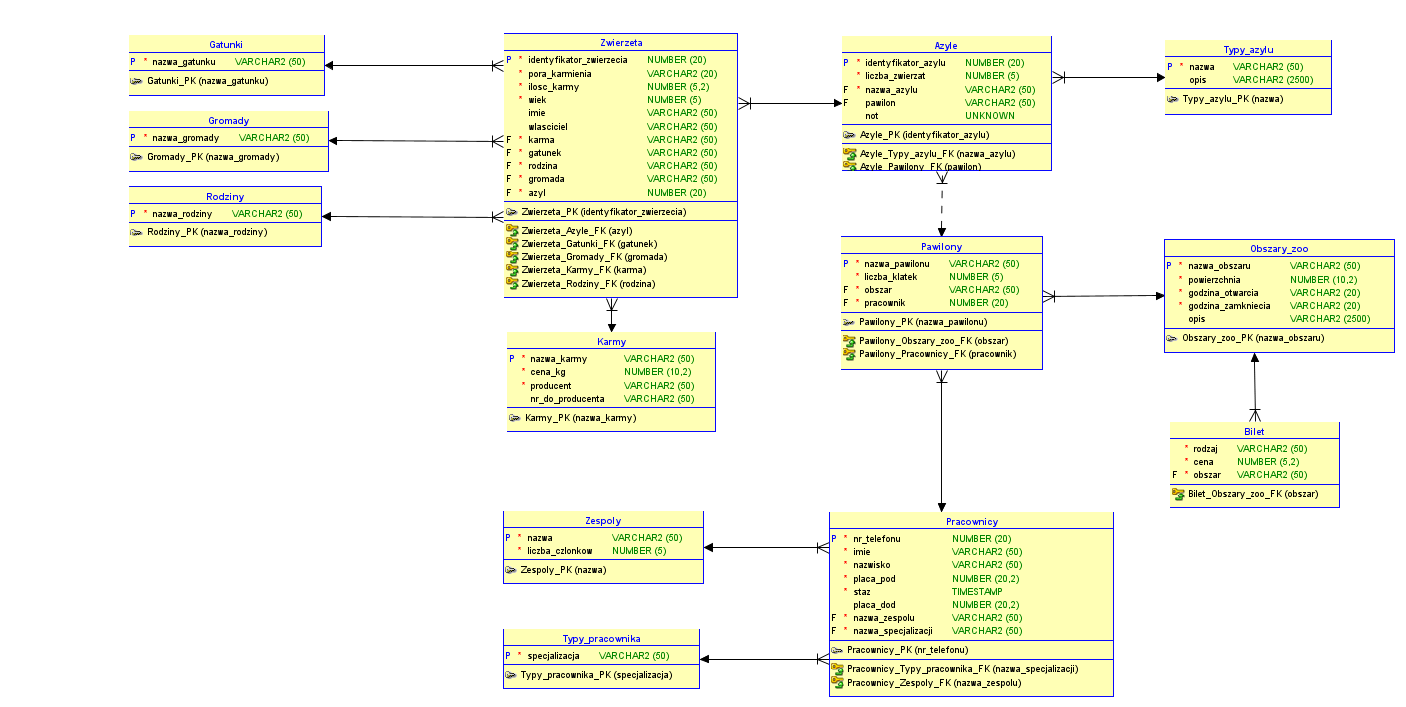 Gatunki
P * nazwa_gatunku VARCHAR2 (50)
Gatunki_PK (nazwa_gatunku)
Gromady
P * nazwa_gromady VARCHAR2 (50)
Gromady_PK (nazwa_gromady)
Rodziny
P * nazwa_rodziny VARCHAR2 (50)
Rodziny_PK (nazwa_rodziny)
Zwierzeta
P * identyfikator_zwierzecia NUMBER (20)
* pora_karmienia VARCHAR2 (20)
* ilosc_karmy NUMBER (5,2)
* wiek NUMBER (5)
imie VARCHAR2 (50)
wlasciciel VARCHAR2 (50)
F * karma VARCHAR2 (50)
F * gatunek VARCHAR2 (50)
F * rodzina VARCHAR2 (50)
F * gromada VARCHAR2 (50)
F * azyl NUMBER (20)
Zwierzeta_PK (identyfikator_zwierzecia)
Zwierzeta_Azyle_FK (azyl)
Zwierzeta_Gatunki_FK (gatunek)
Zwierzeta_Gromady_FK (gromada)
Zwierzeta_Karmy_FK (karma)
Zwierzeta_Rodziny_FK (rodzina)
Karmy
P * nazwa_karmy VARCHAR2 (50)
* cena_kg NUMBER (10,2)
* producent VARCHAR2 (50)
nr_do_producenta VARCHAR2 (50)
Karmy_PK (nazwa_karmy)
Azyle
P * identyfikator_azylu NUMBER (20)
* liczba_zwierzat NUMBER (5)
F * nazwa_azylu VARCHAR2 (50)
F pawilon VARCHAR2 (50)
not UNKNOWN
Azyle_PK (identyfikator_azylu)
Azyle_Typy_azylu_FK (nazwa_azylu)
Azyle_Pawilony_FK (pawilon)
Typy_azylu
P * nazwa VARCHAR2 (50)
opis VARCHAR2 (2500)
Typy_azylu_PK (nazwa)
Pawilony
P * nazwa_pawilonu VARCHAR2 (50)
* liczba_klatek NUMBER (5)
F * obszar VARCHAR2 (50)
F * pracownik NUMBER (20)
Pawilony_PK (nazwa_pawilonu)
Pawilony_Obszary_zoo_FK (obszar)
Pawilony_Pracownicy_FK (pracownik)
Obszary_zoo
P * nazwa_obszaru VARCHAR2 (50)
* powierzchnia NUMBER (10,2)
* godzina_otwarcia VARCHAR2 (20)
* godzina_zamkniecia VARCHAR2 (20)
opis VARCHAR2 (2500)
Obszary_zoo_PK (nazwa_obszaru)
Bilet
* rodzaj VARCHAR2 (50)
* cena NUMBER (5,2)
F * obszar VARCHAR2 (50)
Bilet_Obszary_zoo_FK (obszar)
Zespoly
P * nazwa VARCHAR2 (50)
* liczba_czlonkow NUMBER (5)
Zespoly_PK (nazwa)
Typy_pracownika
P * specjalizacja VARCHAR2 (50)
Typy_pracownika_PK (specjalizacja)
Pracownicy
P * nr_telefonu NUMBER (20)
* imie VARCHAR2 (50)
* nazwisko VARCHAR2 (50)
* placa_pod NUMBER (20,2)
* staz TIMESTAMP
placa_dod NUMBER (20,2)
F * nazwa_zespolu VARCHAR2 (50)
F * nazwa_specjalizacji VARCHAR2 (50)
Pracownicy_PK (nr_telefonu)
Pracownicy_Typy_pracownika_FK (nazwa_specjalizacji)
Pracownicy_Zespoly_FK (nazwa_zespolu)